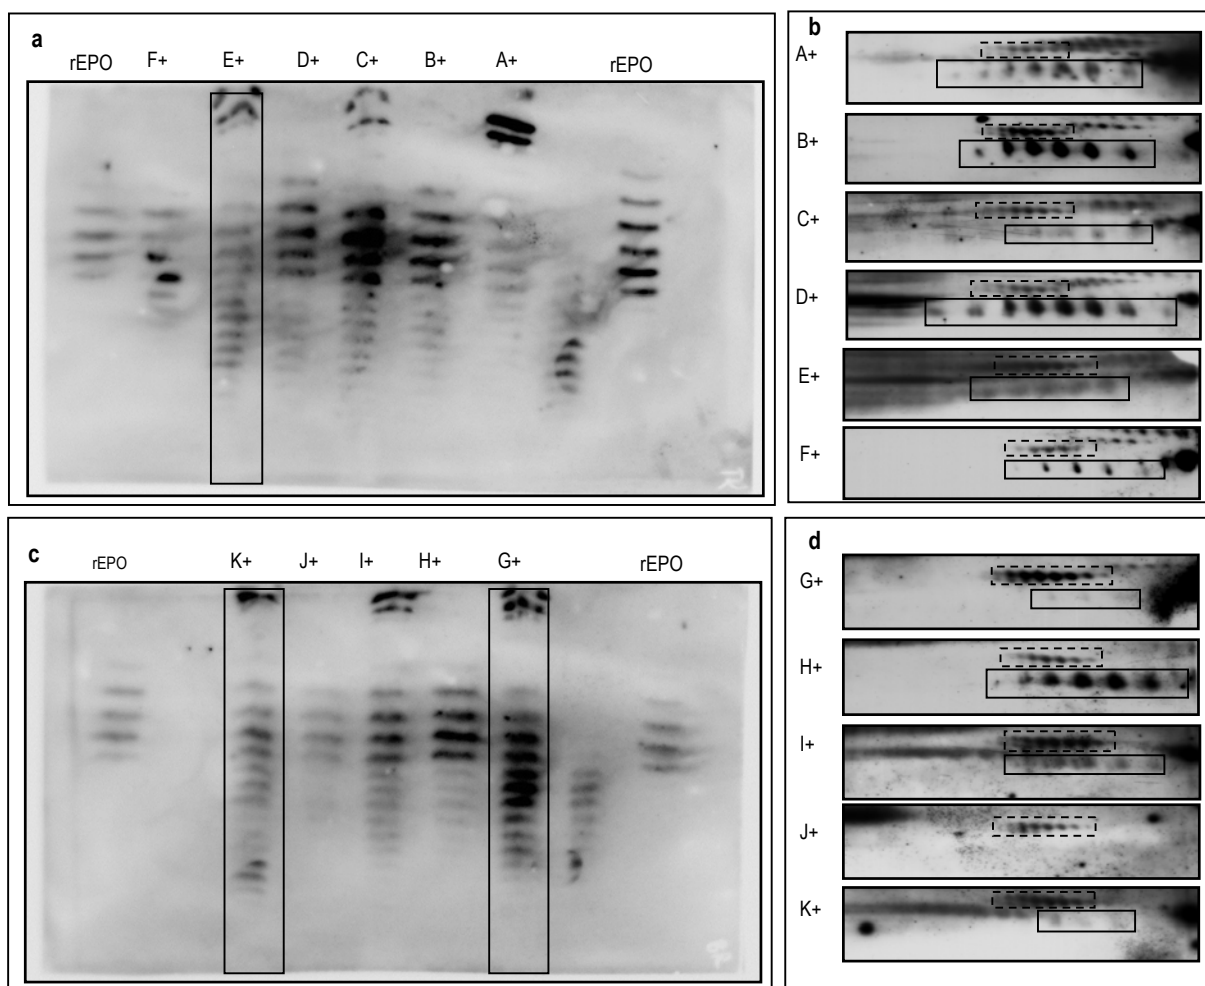 a
rEPO F+ E+ D+ C+ B+ A+ rEPO
b
A+
B+
C+
D+
E+
F+
c
rEPO K+ J+ I+ H+ G+ rEPO
d
G+
H+
I+
J+
K+